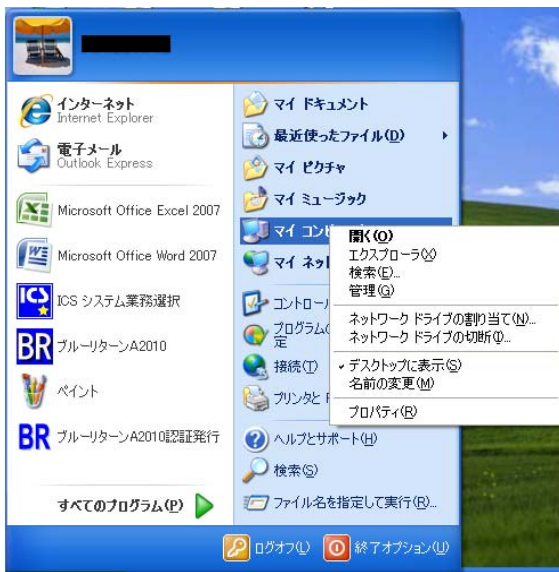 インターネット
Internet Explorer
電子メール
Outlook Express
Microsoft Office Excel 2007
Microsoft Office Word 2007
ICS システム業務選択
ブルーリターンA2010
ペイント
ブルーリターンA2010認証発行
すべてのプログラム(P)
マイ ドキュメント
最近使ったファイル(D)
マイ ピクチャ
マイ ミュージック
マイ コンピ
マイ ネッ
コントロー
プログラムの
定
接続(T)
プリンタと F
ヘルプとサポート(H)
検索(S)
ファイル名を指定して実行(R)...
開く(O)
エクスプローラ(X)
検索(E)...
管理(G)
ネットワーク ドライブの割り当て(N)...
ネットワーク ドライブの切断(I)...
デスクトップに表示(S)
名前の変更(M)
プロパティ(R)
ログオフ(L)
終了オプション(U)